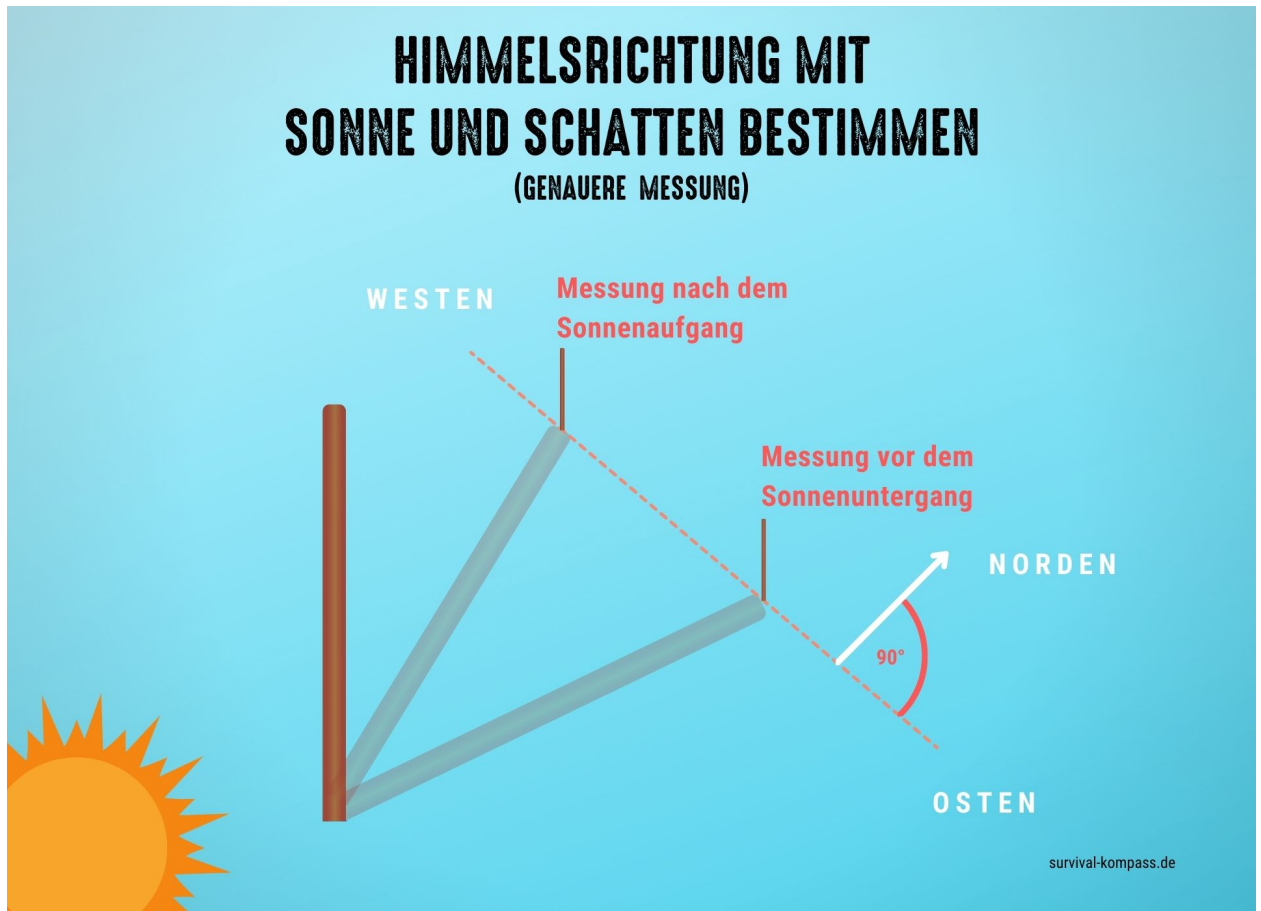 HIMMELSRICHTUNG MIT
SONNE UND SCHATTEN BESTIMMEN
(GENAUERE MESSUNG)
WESTEN
Messung nach dem
Sonnenaufgang
Messung vor dem
Sonnenuntergang
NORDEN
90°
OSTEN
survival-kompass.de